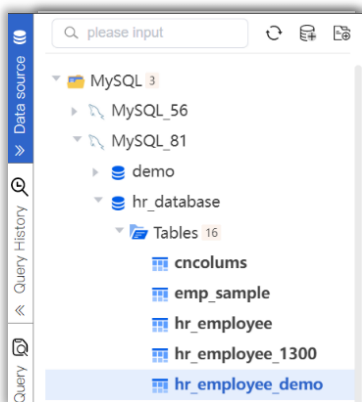 please input
MySQL 3
MySQL_56
MySQL_81
demo
hr_database
Tables 16
cncolums
emp_sample
hr_employee
hr_employee_1300
hr_employee_demo
Data source
Query History
Query